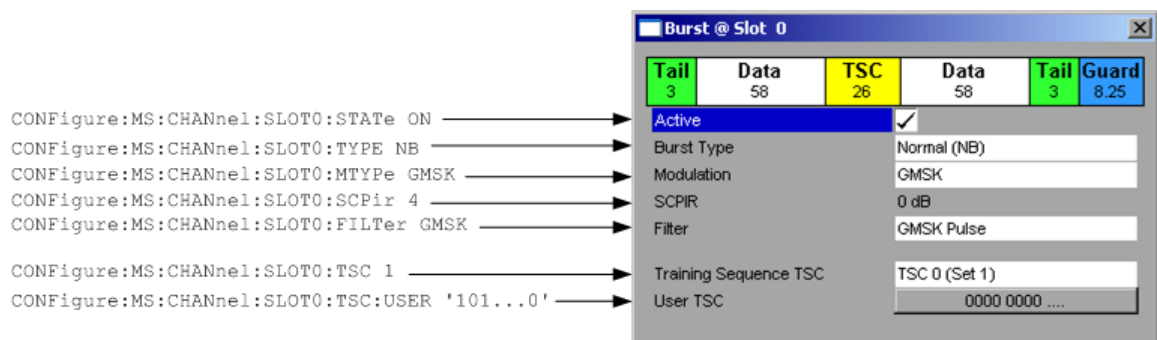 Burst @ Slot 0
Tail Data TSC Data Tail Guard
3 58 26 58 3 8.25
CONFigure:MS:CHANnel:SLOT0:STATe ON Active
CONFigure:MS:CHANnel:SLOT0:TYPE NB Burst Type Normal (NB)
CONFigure:MS:CHANnel:SLOT0:MTYPe GMSK Modulation GMSK
CONFigure:MS:CHANnel:SLOT0:SCPir 4 SCPIR 0 dB
CONFigure:MS:CHANnel:SLOT0:FILTer GMSK Filter GMSK Pulse
CONFigure:MS:CHANnel:SLOT0:TSC 1 Training Sequence TSC TSC 0 (Set 1)
CONFigure:MS:CHANnel:SLOT0:TSC:USER '101...0' User TSC 0000 0000 ....